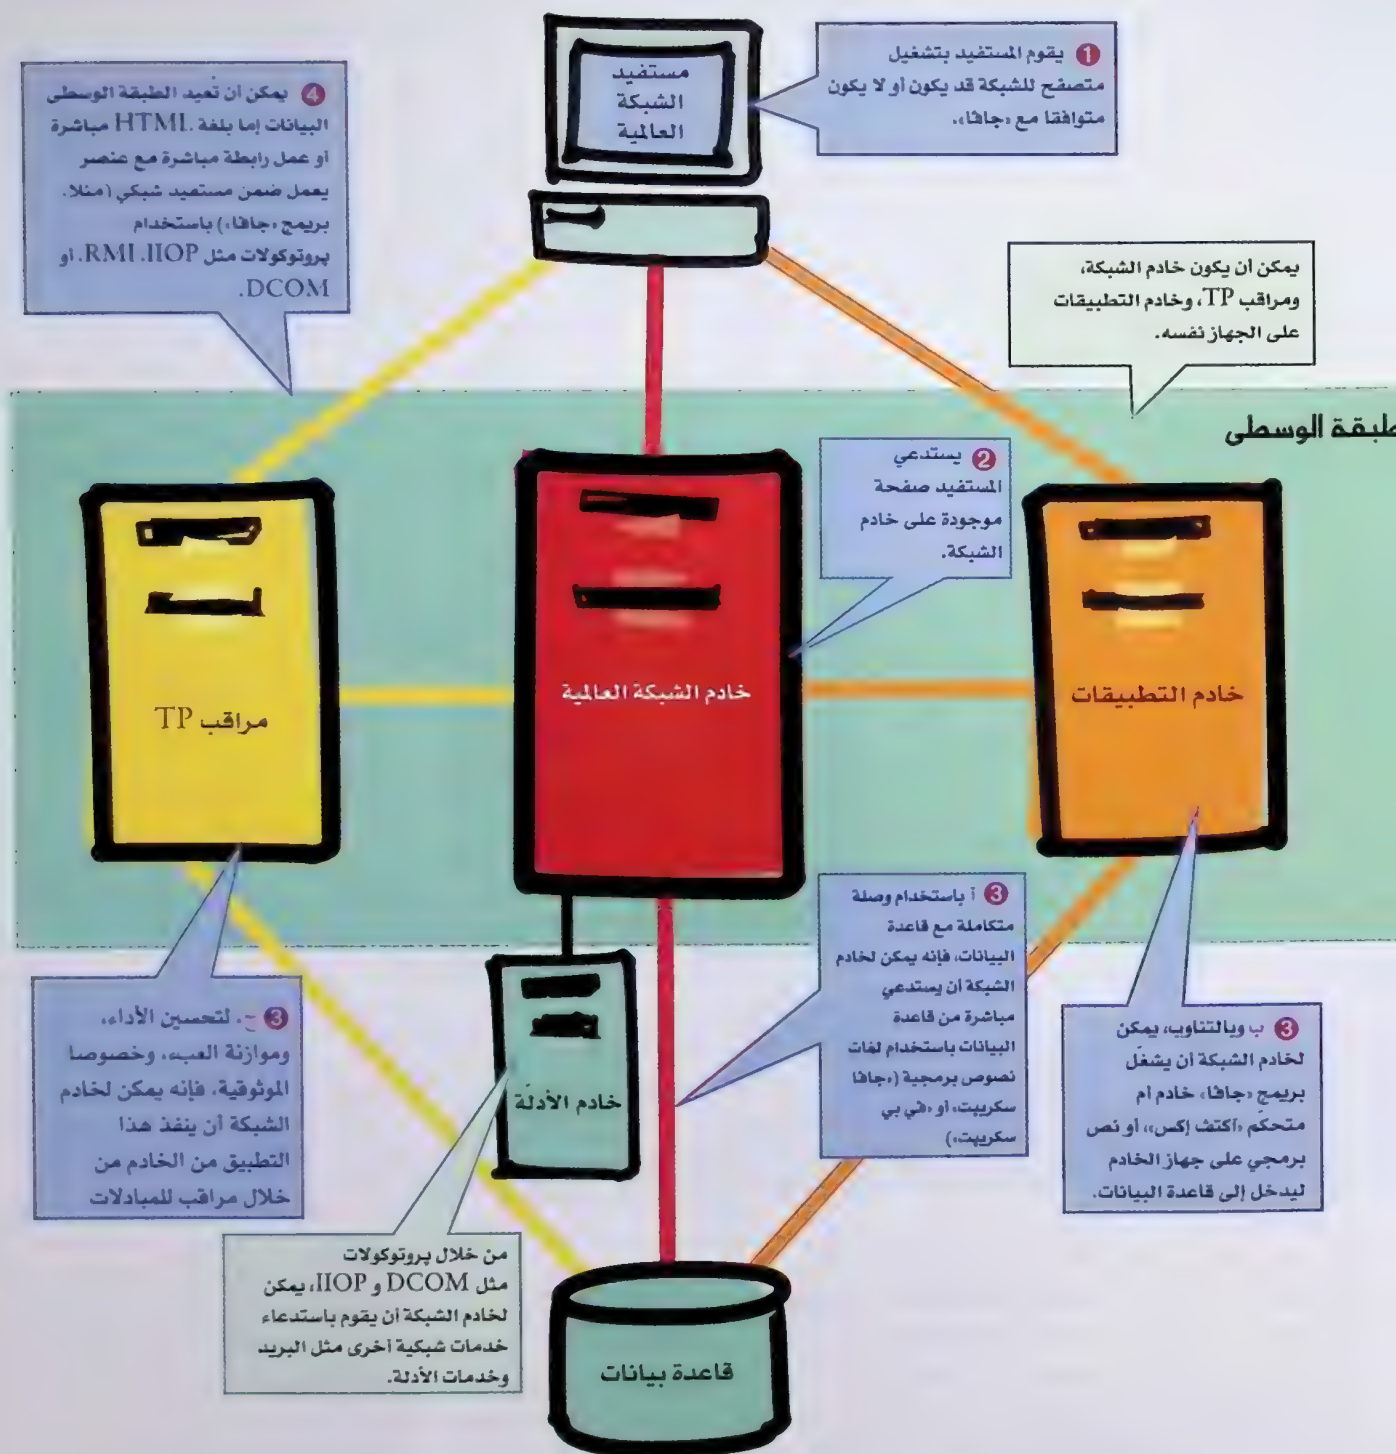 مستفيد
الشبكة
العالمية
1 يقوم المستفيد بتشغيل
متصفح للشبكة قد يكون أو لا يكون
متوافقا مع «جافا».
4 يمكن أن تعيد الطبقة الوسطى
البيانات إما بلغة HTML مباشرة
او عمل رابطة مباشرة مع عنصر
يعمل ضمن مستفيد شبكي (مثلا.
بريمج «جافا») باستخدام
پروتوكولات مثل RMI .IIOP. أو
DCOM.
يمكن أن يكون خادم الشبكة،
ومراقب TP، وخادم التطبيقات
على الجهاز نفسه.
طبقة الوسطى
2 يستدعي
المستفيد صفحة
موجودة على خادم
الشبكة.
خادم التطبيقات
خادم الشبكة العالمية
مراقب TP
3 أ باستخدام وصلة
متكاملة مع قاعدة
البيانات، فإنه يمكن لخادم
الشبكة أن يستدعي
مباشرة من قاعدة
البيانات باستخدام لغات
نصوص برمجية («جافا
سكريبت» أو «في بي
سكريبت»)
3 ب وبالتناوب، يمكن
لخادم الشبكة أن يشغّل
بريمج «جافا» خادم أم
متحكّم «أكتف إكس»، أو نص
برمجي على جهاز الخادم
ليدخل إلى قاعدة البيانات.
3 ج. لتحسين الأداء،
وموازنة العبء، وخصوصا
الموثوقية، فإنه يمكن لخادم
الشبكة أن ينفذ هذا
التطبيق من الخادم من
خلال مراقب للمبادلات
خادم الأدلّة
من خلال پروتوكولات
مثل DCOM و IIOP، يمكن
لخادم الشبكة أن يقوم باستدعاء
خدمات شبكية أخرى مثل البريد
وخدمات الأدلة.
قاعدة بيانات